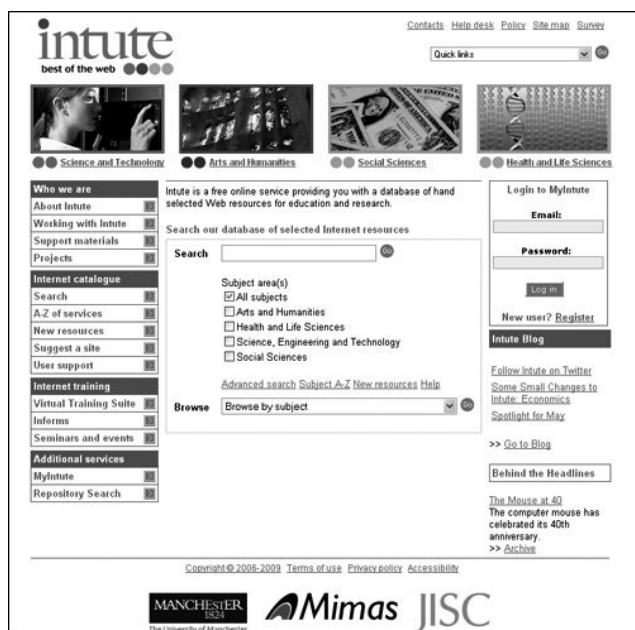 intute
best of the web
Contacts Help desk Policy Site map Survey
Quick links Go
Science and Technology
Arts and Humanities
Social Sciences
Health and Life Sciences
Who we are
About Intute
Working with Intute
Support materials
Projects
Internet catalogue
Search
A-Z of services
New resources
Suggest a site
User support
Internet training
Virtual Training Suite
Informs
Seminars and events
Additional services
MyIntute
Repository Search
Intute is a free online service providing you with a database of hand
selected Web resources for education and research.
Search our database of selected Internet resources
Search Go
Subject area(s)
All subjects
Arts and Humanities
Health and Life Sciences
Science, Engineering and Technology
Social Sciences
Advanced search Subject A-Z New resources Help
Browse Browse by subject Go
Login to MyIntute
Email:
Password:
Log in
New user? Register
Intute Blog
Follow Intute on Twitter
Some Small Changes to
Intute: Economics
Spotlight for May
>> Go to Blog
Behind the Headlines
The Mouse at 40
The computer mouse has
celebrated its 40th
anniversary.
>> Archive
Copyright © 2006-2009 Terms of use Privacy policy Accessibility
MANCHESTER
1824
The University of Manchester
Mimas
JISC